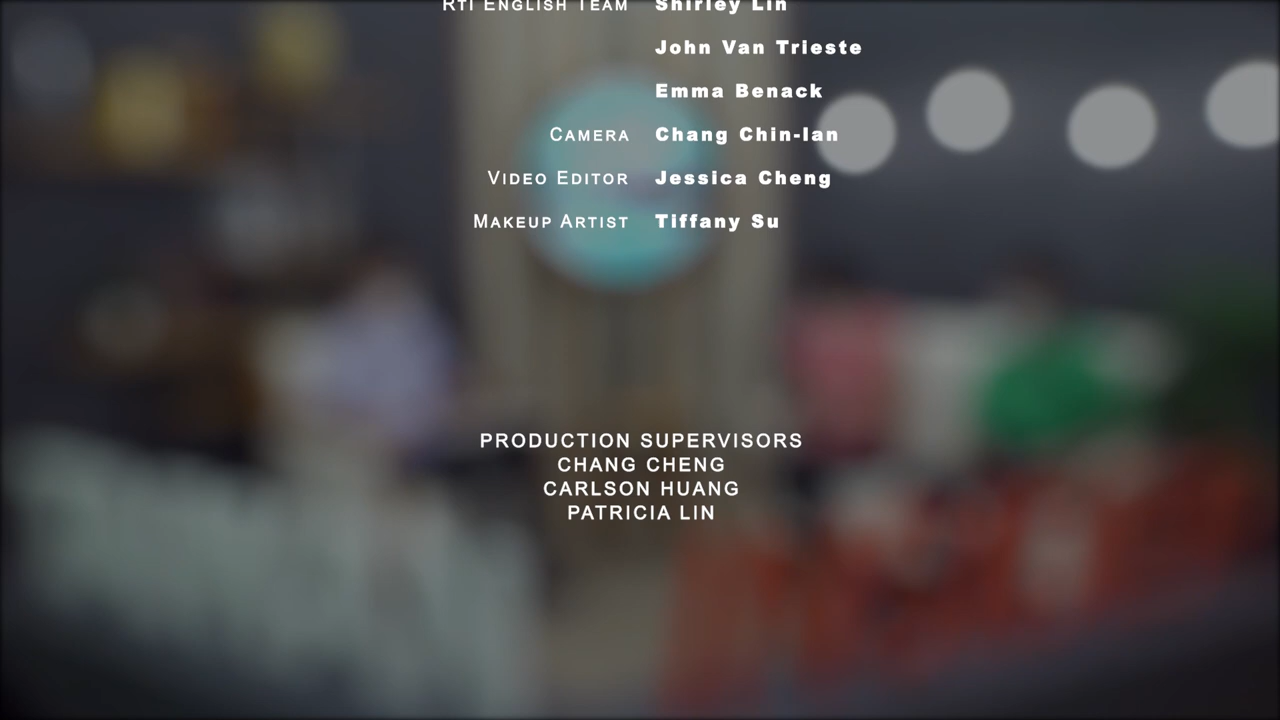 RTI ENGLISH TEAM Shirley Lin
John Van Trieste
Emma Benack
CAMERA Chang Chin-lan
VIDEO EDITOR Jessica Cheng
MAKEUP ARTIST Tiffany Su
PRODUCTION SUPERVISORS
CHANG CHENG
CARLSON HUANG
PATRICIA LIN